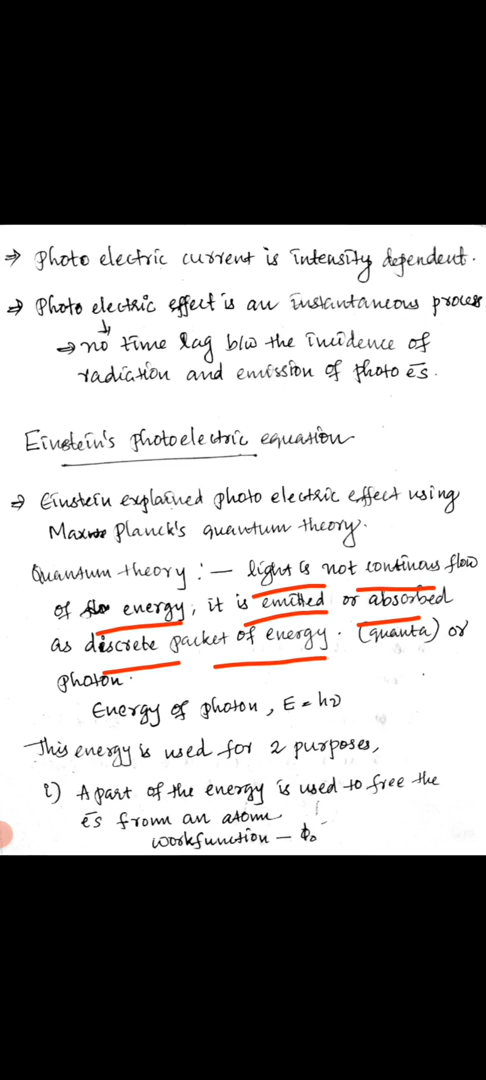 ⇒ Photo electric current is intensity dependent.
⇒ Photo electric effect is an instantaneous process
⇒ no time lag b/w the incidence of
radiation and emission of photo ēs.
Einstein's photoelectric equation
⇒ Einstein explained photo electric effect using
Max Planck's quantum theory.
Quantum theory :— light is not continous flow
of energy, it is emitted or absorbed
as discrete packet of energy. (quanta) or
photon.
Energy of photon, E = hν
This energy is used for 2 purposes,
i) A part of the energy is used to free the
ēs from an atom
workfunction — ϕ₀